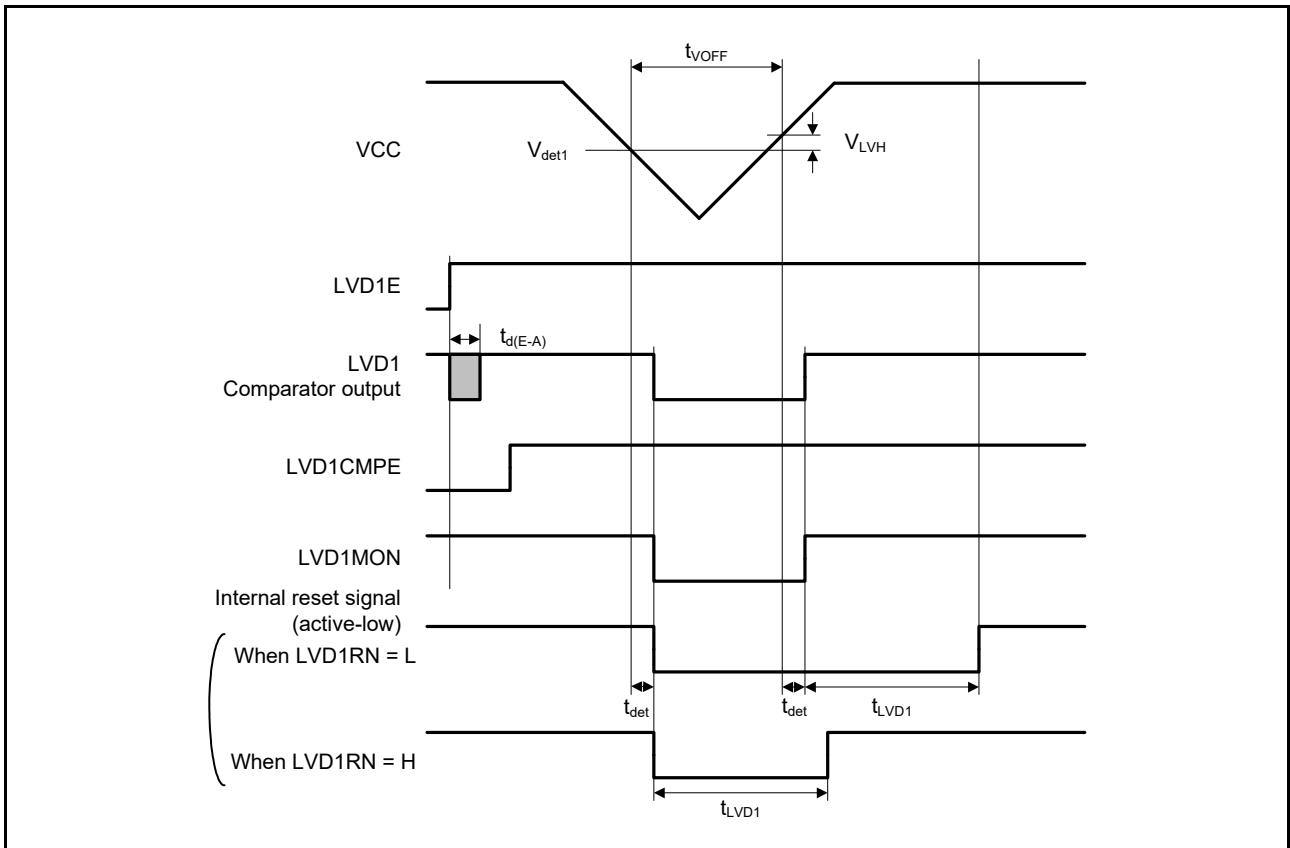 tVOFF
VCC
Vdet1
VLVH
LVD1E
td(E-A)
LVD1
Comparator output
LVD1CMPE
LVD1MON
Internal reset signal
(active-low)
When LVD1RN = L
tdet
tdet
tLVD1
When LVD1RN = H
tLVD1